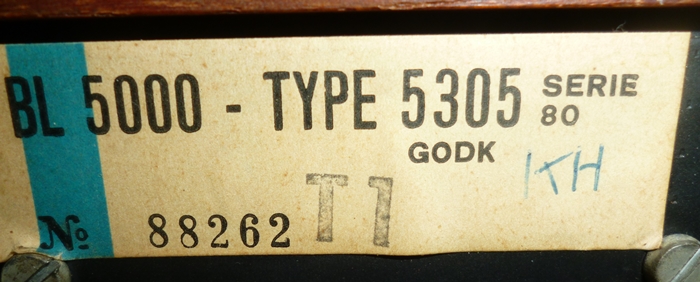 BL 5000 - TYPE 5305 SERIE 80
GODK KH
T1
No 88262